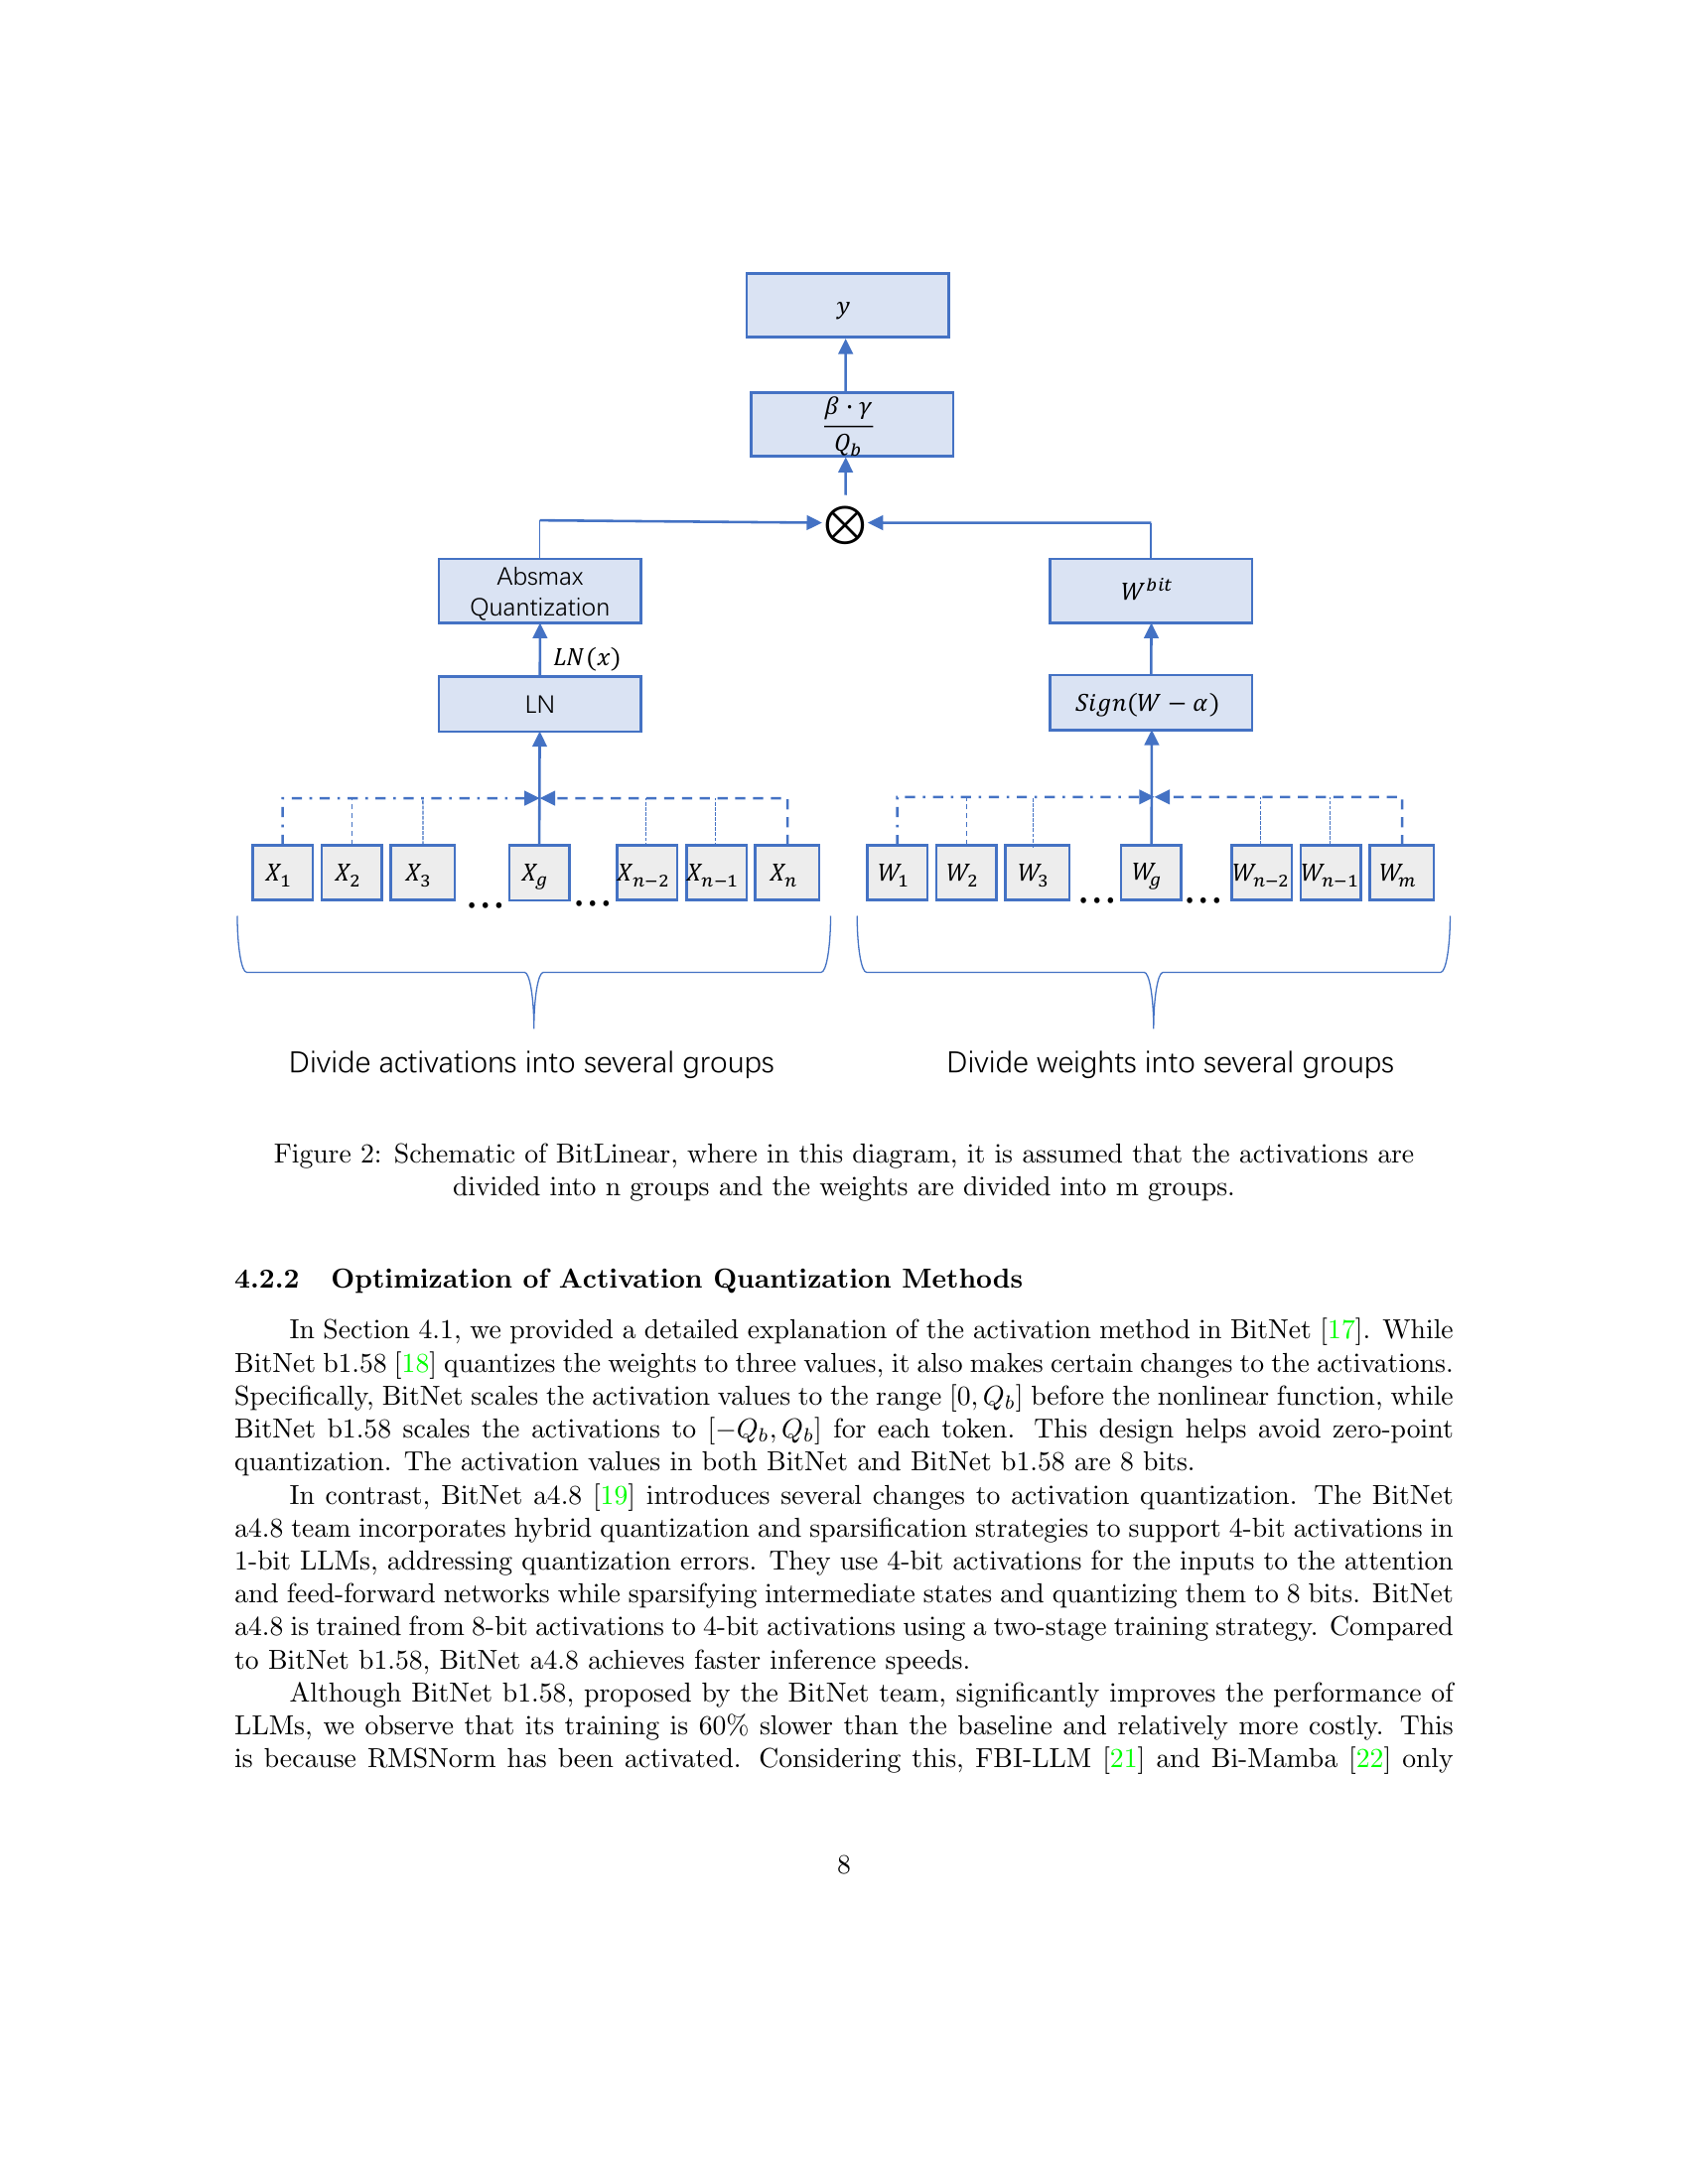 y
β · γ
Q_b
Absmax
Quantization
W^{bit}
LN(x)
LN
Sign(W − α)
X_1 X_2 X_3 ... X_g ... X_{n−2} X_{n−1} X_n
W_1 W_2 W_3 ... W_g ... W_{n−2} W_{n−1} W_m
Divide activations into several groups
Divide weights into several groups
Figure 2: Schematic of BitLinear, where in this diagram, it is assumed that the activations are
divided into n groups and the weights are divided into m groups.
4.2.2 Optimization of Activation Quantization Methods
In Section 4.1, we provided a detailed explanation of the activation method in BitNet [17]. While
BitNet b1.58 [18] quantizes the weights to three values, it also makes certain changes to the activations.
Specifically, BitNet scales the activation values to the range [0, Q_b] before the nonlinear function, while
BitNet b1.58 scales the activations to [−Q_b, Q_b] for each token. This design helps avoid zero-point
quantization. The activation values in both BitNet and BitNet b1.58 are 8 bits.
In contrast, BitNet a4.8 [19] introduces several changes to activation quantization. The BitNet
a4.8 team incorporates hybrid quantization and sparsification strategies to support 4-bit activations in
1-bit LLMs, addressing quantization errors. They use 4-bit activations for the inputs to the attention
and feed-forward networks while sparsifying intermediate states and quantizing them to 8 bits. BitNet
a4.8 is trained from 8-bit activations to 4-bit activations using a two-stage training strategy. Compared
to BitNet b1.58, BitNet a4.8 achieves faster inference speeds.
Although BitNet b1.58, proposed by the BitNet team, significantly improves the performance of
LLMs, we observe that its training is 60% slower than the baseline and relatively more costly. This
is because RMSNorm has been activated. Considering this, FBI-LLM [21] and Bi-Mamba [22] only
8